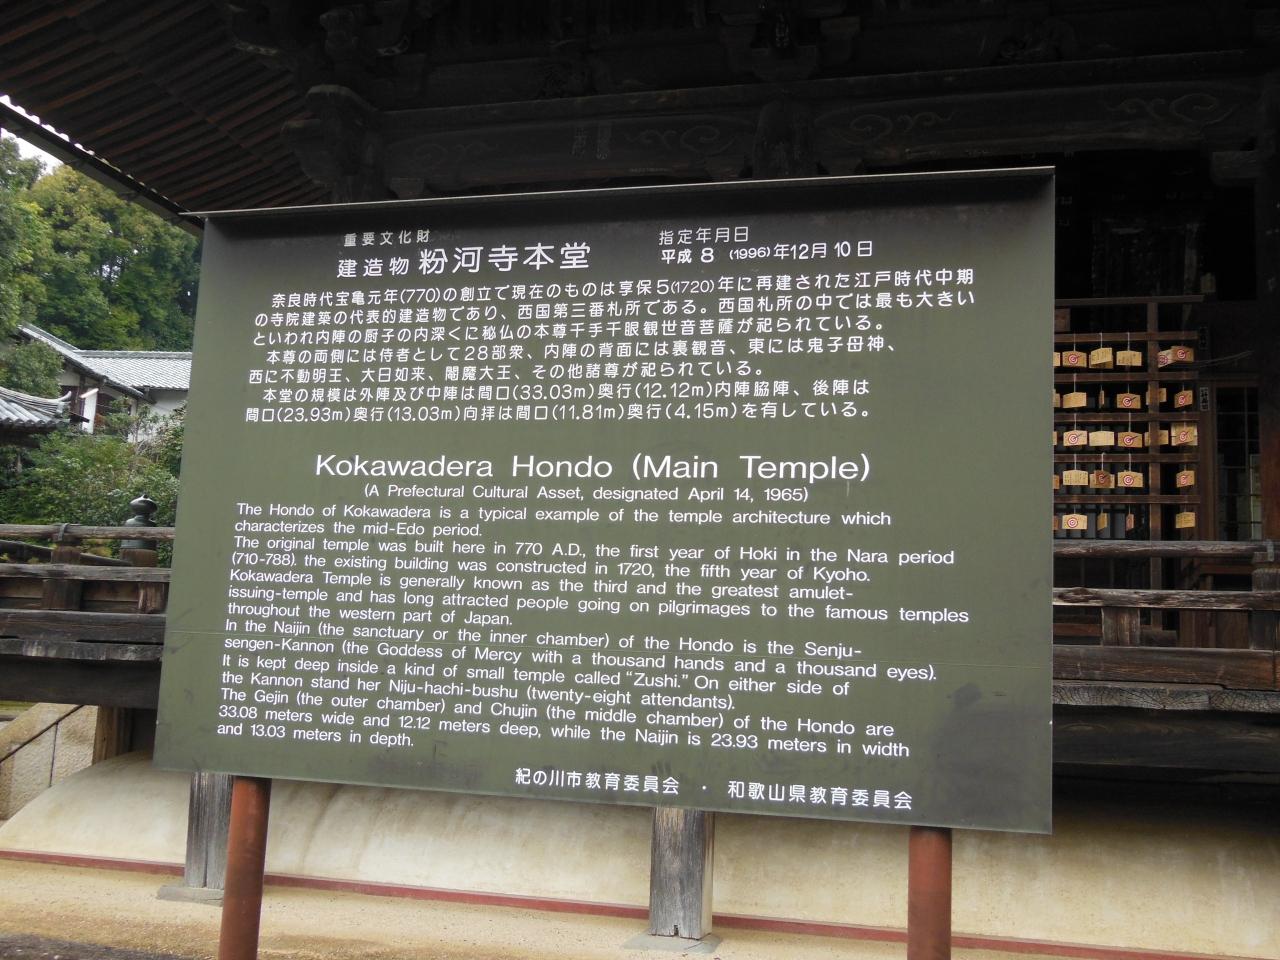 重要文化財
建造物 粉河寺本堂
指定年月日
平成8 (1996)年12月10日
奈良時代宝亀元年(770)の創立で現在のものは享保5(1720)年に再建された江戸時代中期
の寺院建築の代表的建造物であり、西国第三番札所である。西国札所の中では最も大きい
といわれ内陣の厨子の内深くに秘仏の本尊千手千眼観世音菩薩が祀られている。
本尊の両側には侍者として28部衆、内陣の背面には裏観音、東には鬼子母神、
西に不動明王、大日如来、閻魔大王、その他諸尊が祀られている。
本堂の規模は外陣及び中陣は間口(33.03m)奥行(12.12m)内陣脇陣、後陣は
間口(23.93m)奥行(13.03m)向拝は間口(11.81m)奥行(4.15m)を有している。
Kokawadera Hondo (Main Temple)
(A Prefectural Cultural Asset, designated April 14, 1965)
The Hondo of Kokawadera is a typical example of the temple architecture which
characterizes the mid-Edo period.
The original temple was built here in 770 A.D., the first year of Hoki in the Nara period
(710-788). the existing building was constructed in 1720, the fifth year of Kyoho.
Kokawadera Temple is generally known as the third and the greatest amulet-
issuing-temple and has long attracted people going on pilgrimages to the famous temples
throughout the western part of Japan.
In the Naijin (the sanctuary or the inner chamber) of the Hondo is the Senju-
sengen-Kannon (the Goddess of Mercy with a thousand hands and a thousand eyes).
It is kept deep inside a kind of small temple called "Zushi." On either side of
the Kannon stand her Niju-hachi-bushu (twenty-eight attendants).
The Gejin (the outer chamber) and Chujin (the middle chamber) of the Hondo are
33.08 meters wide and 12.12 meters deep, while the Naijin is 23.93 meters in width
and 13.03 meters in depth.
紀の川市教育委員会 ・ 和歌山県教育委員会